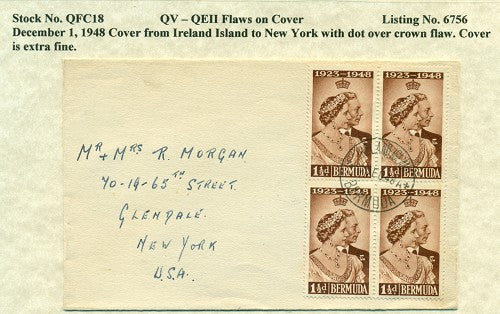 Stock No. QFC18 QV – QEII Flaws on Cover Listing No. 6756
December 1, 1948 Cover from Ireland Island to New York with dot over crown flaw. Cover
is extra fine.
1923-1948 1923-1948
MR + MRS R. MORGAN
70-19-65TH STREET.
GLENDALE.
NEW YORK
U.S.A.
1½d BERMUDA 1½d BERMUDA
BERMUDA
1923-1948 1923-1948
1½d BERMUDA 1½d BERMUDA